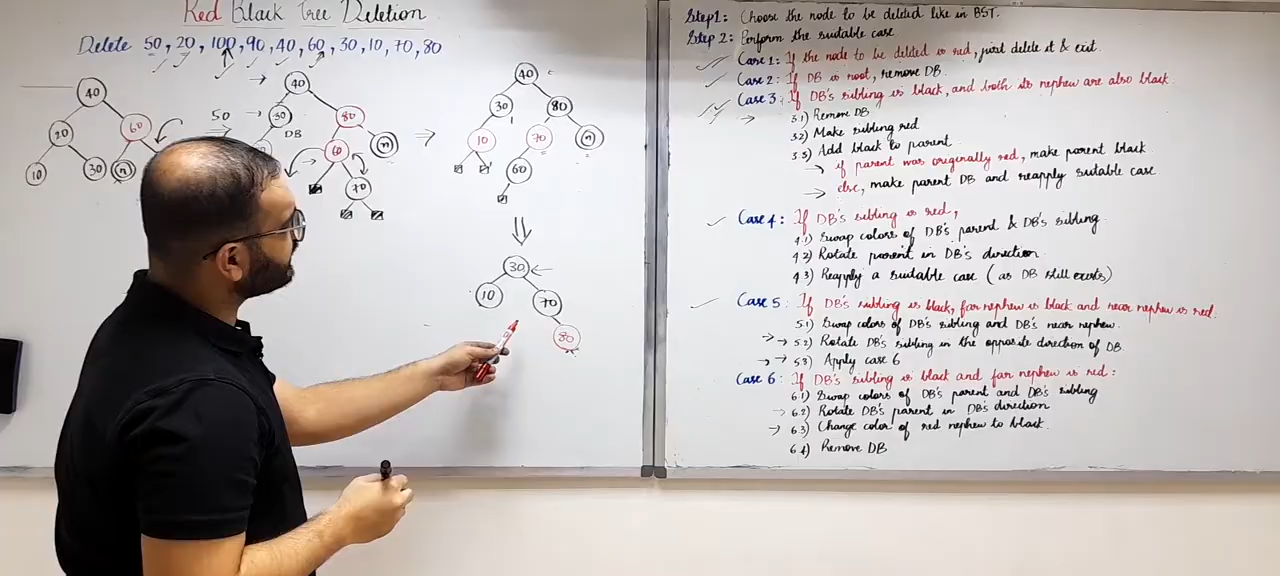 Red Black Tree Deletion
Delete 50, 20, 100, 90, 40, 60, 30, 10, 70, 80
40
20 60
10 30 n
50
40
30 80
DB
60 n
70
40
30 80
10 70 n
60
30
10 70
80
Step1: Choose the node to be deleted like in BST.
Step 2: Perform the suitable case
Case 1: If the node to be deleted is red, just delete it & exit.
Case 2: If DB is root, remove DB.
Case 3: If DB's sibling is black, and both its nephew are also black.
3.1) Remove DB
3.2) Make sibling red
3.3) Add black to parent
if parent was originally red, make parent black.
else, make parent DB and reapply suitable case
Case 4: If DB's sibling is red,
4.1) Swap colors of DB's parent & DB's sibling
4.2) Rotate parent in DB's direction
4.3) Reapply a suitable case (as DB still exists)
Case 5: If DB's sibling is black, far nephew is black and near nephew is red.
5.1) Swap colors of DB's sibling and DB's near nephew.
5.2) Rotate DB's sibling in the opposite direction of DB.
5.3) Apply case 6
Case 6: If DB's sibling is black and far nephew is red:
6.1) Swap colors of DB's parent and DB's sibling
6.2) Rotate DB's parent in DB's direction
6.3) Change color of red nephew to black.
6.4) Remove DB